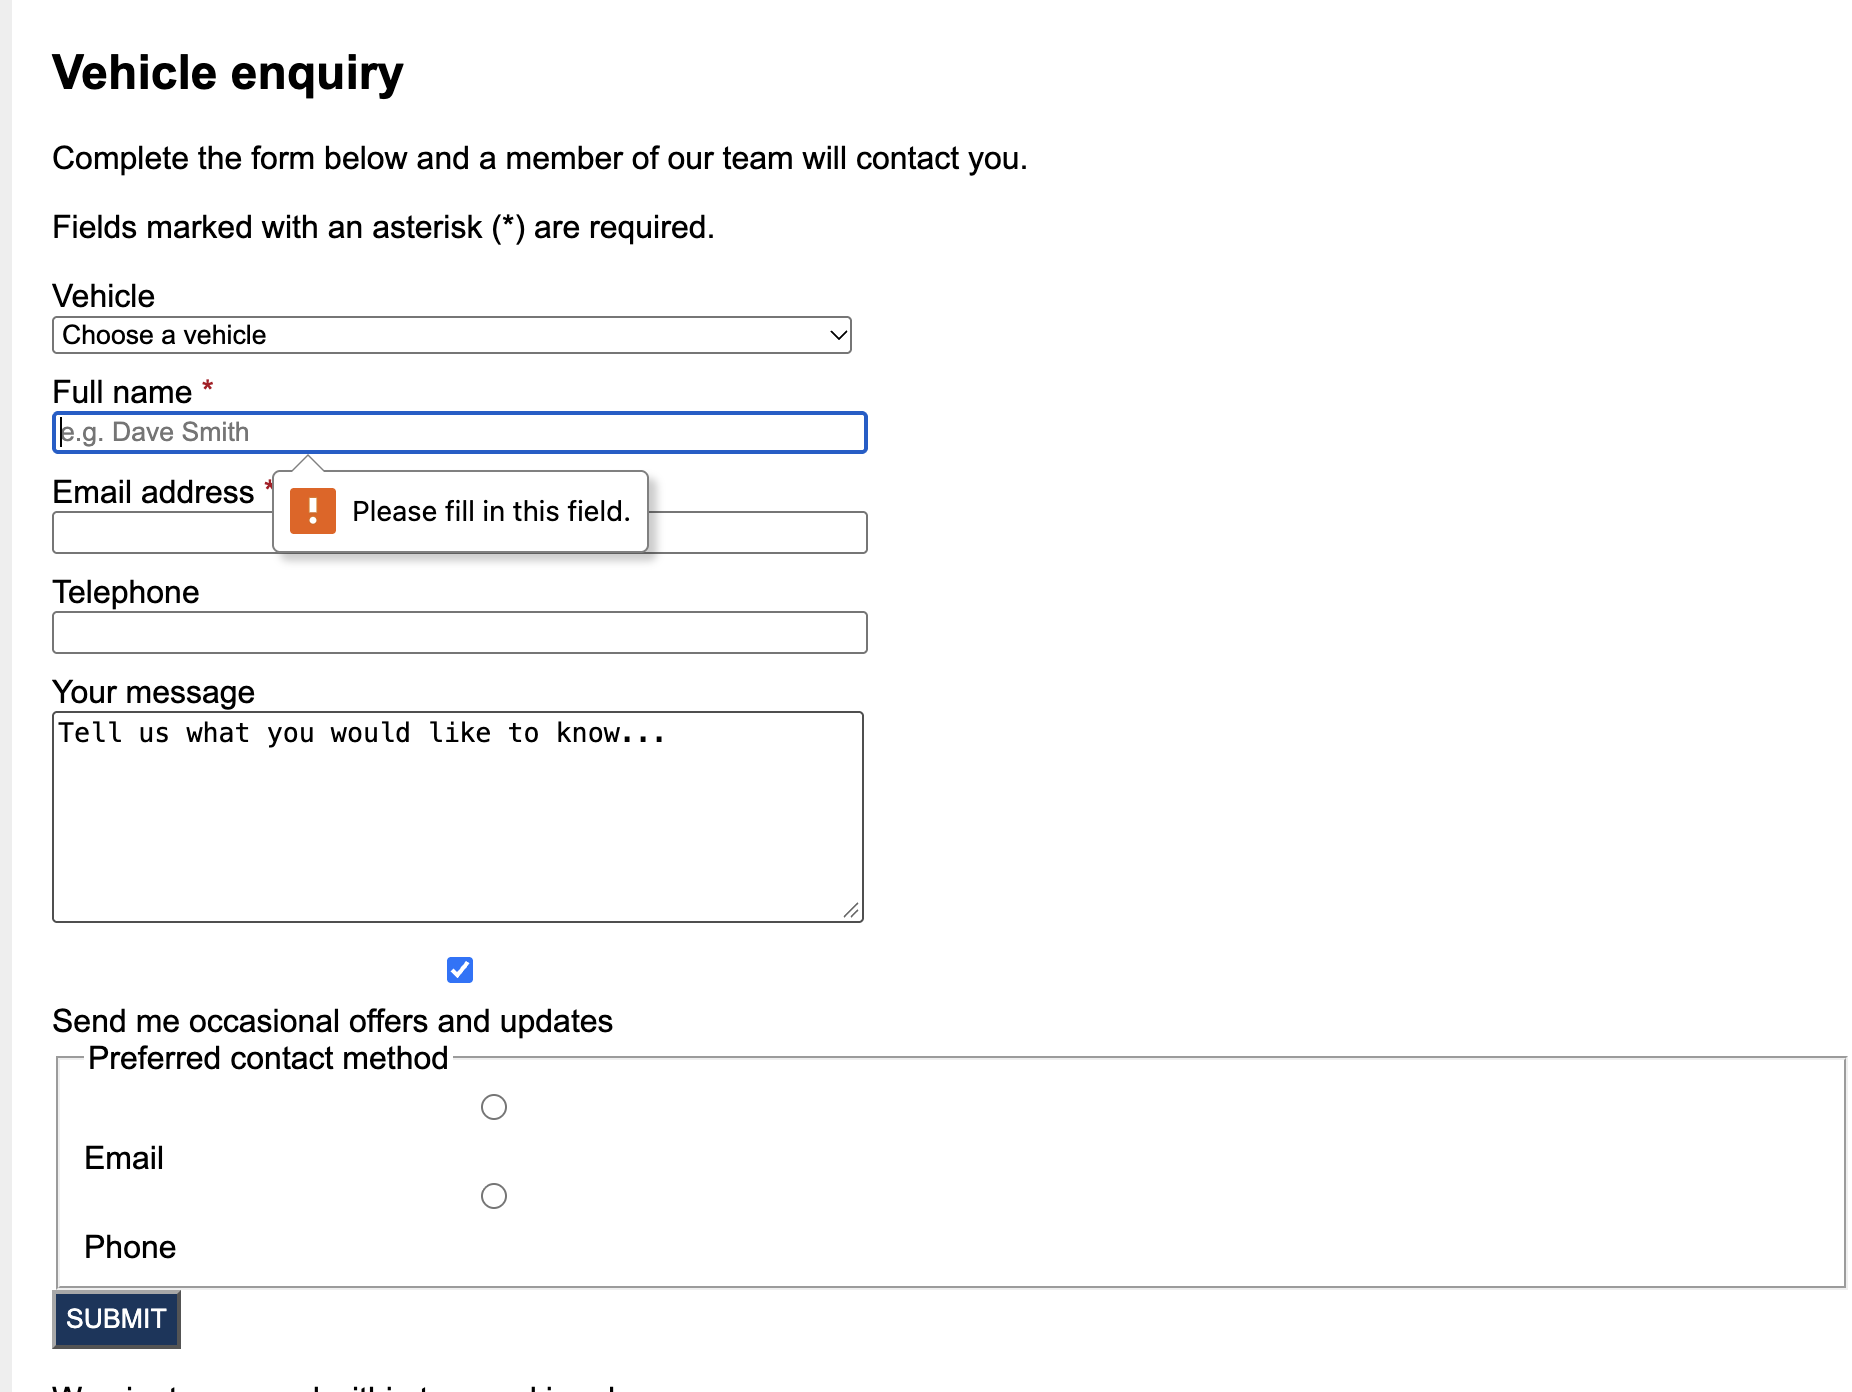 Vehicle enquiry
Complete the form below and a member of our team will contact you.
Fields marked with an asterisk (*) are required.
Vehicle
Choose a vehicle
Full name *
e.g. Dave Smith
Email address *
Please fill in this field.
Telephone
Your message
Tell us what you would like to know...
Send me occasional offers and updates
Preferred contact method
Email
Phone
SUBMIT